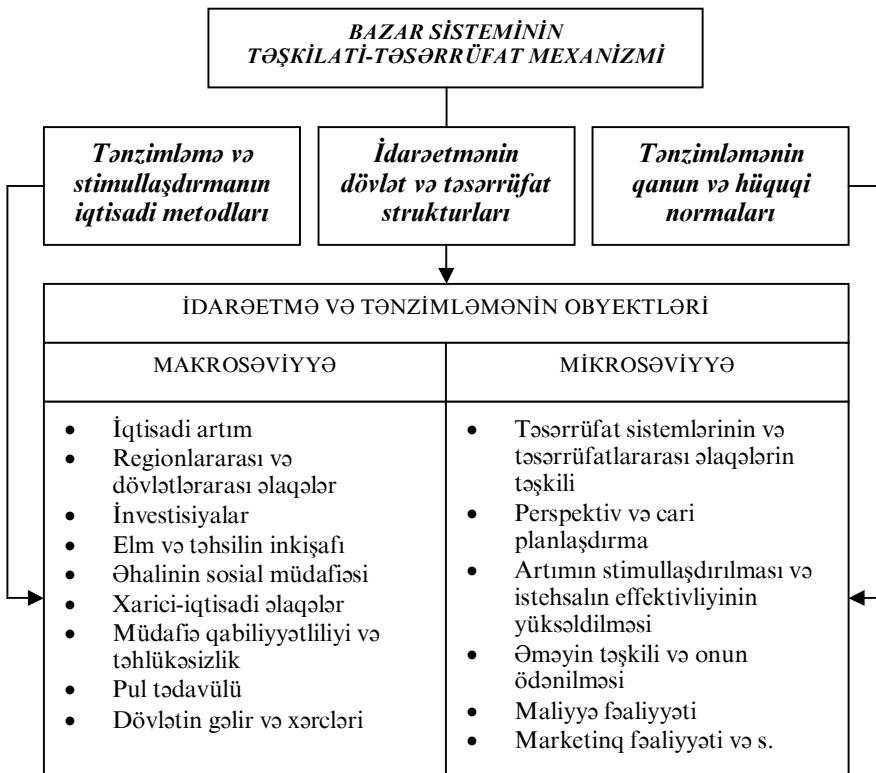 BAZAR SİSTEMİNİN
TƏŞKİLATİ-TƏSƏRRÜFAT MEXANİZMİ
Tənzimləmə və
stimullaşdırmanın
iqtisadi metodları
İdarəetmənin
dövlət və təsərrüfat
strukturları
Tənzimləmənin
qanun və hüquqi
normaları
İDARƏETMƏ VƏ TƏNZİMLƏMƏNİN OBYEKTLƏRİ
MAKROSƏVİYYƏ
• İqtisadi artım
• Regionlararası və
dövlətlərarası əlaqələr
• İnvestisiyalar
• Elm və təhsilin inkişafı
• Əhalinin sosial müdafiəsi
• Xarici-iqtisadi əlaqələr
• Müdafiə qabiliyyətliliyi və
təhlükəsizlik
• Pul tədavülü
• Dövlətin gəlir və xərcləri
MİKROSƏVİYYƏ
• Təsərrüfat sistemlərinin və
təsərrüfatlararası əlaqələrin
təşkili
• Perspektiv və cari
planlaşdırma
• Artımın stimullaşdırılması və
istehsalın effektivliyinin
yüksəldilməsi
• Əməyin təşkili və onun
ödənilməsi
• Maliyyə fəaliyyəti
• Marketinq fəaliyyəti və s.